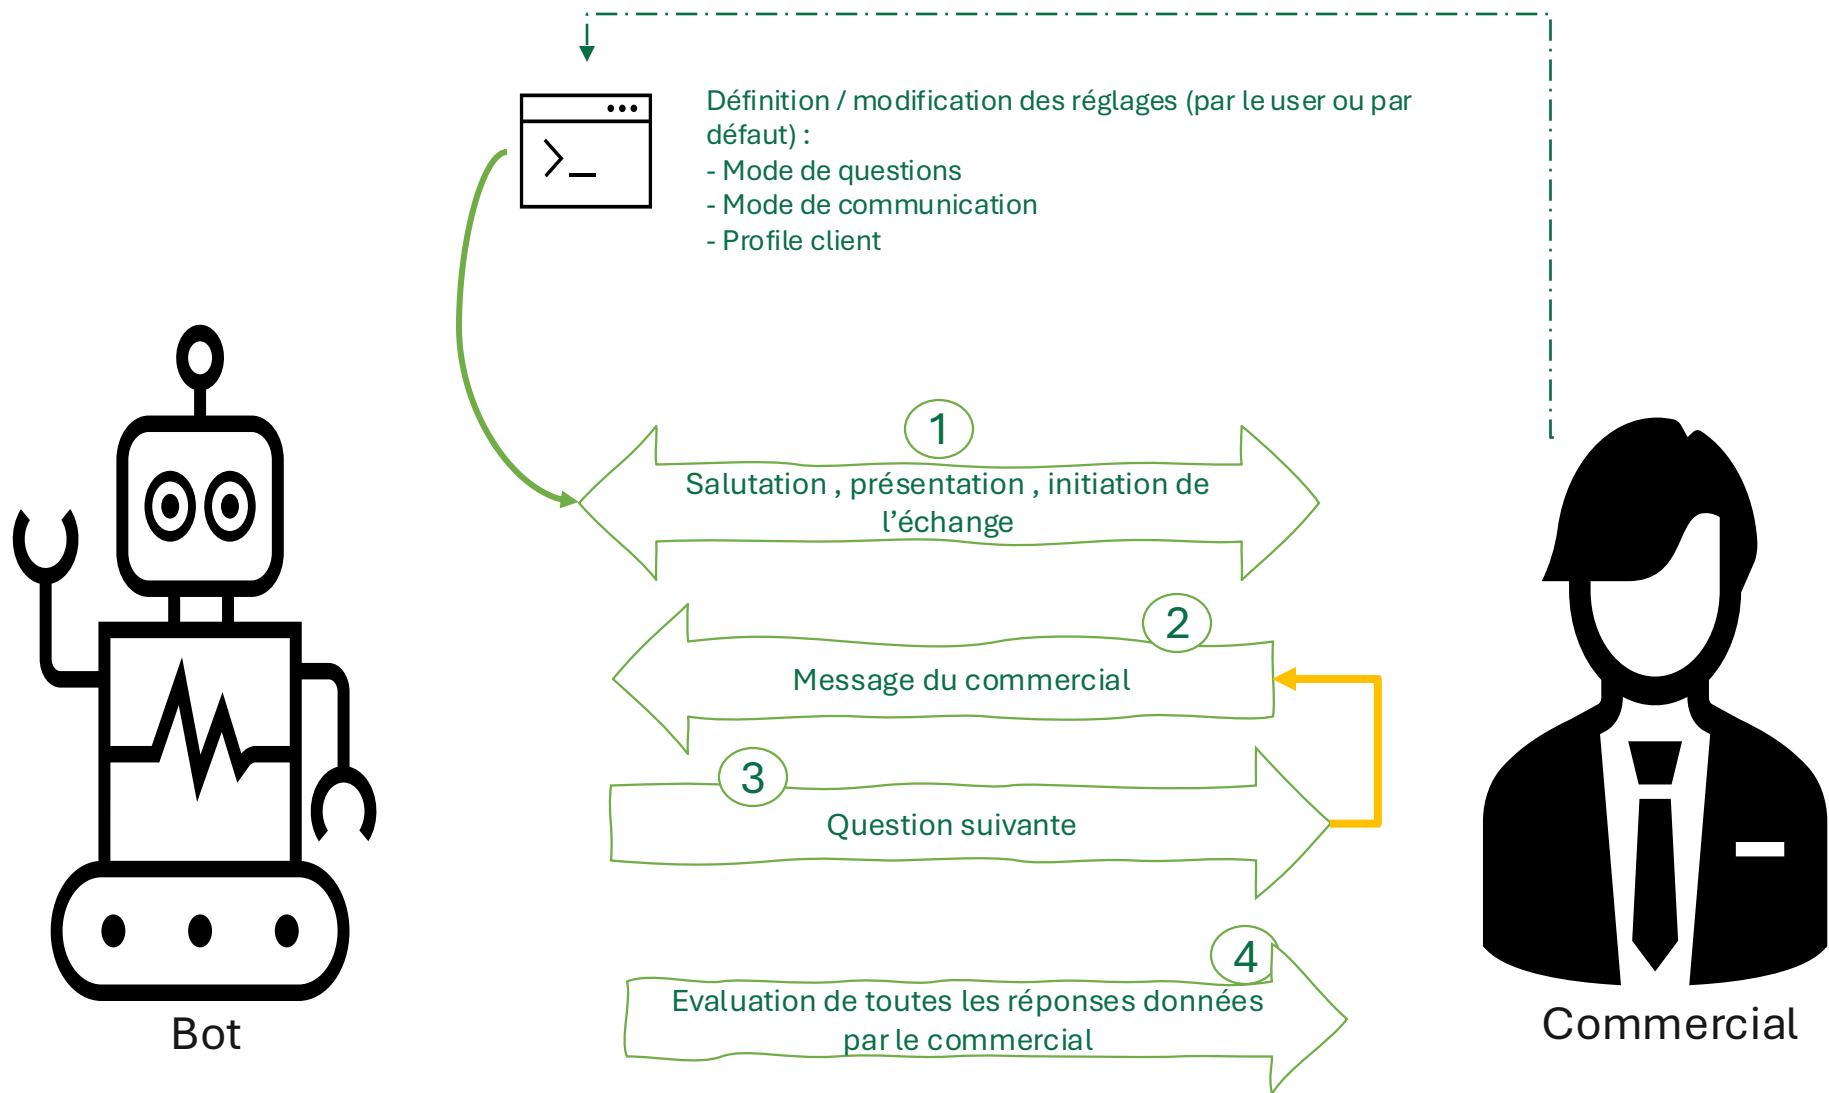 Définition / modification des réglages (par le user ou par
défaut) :
- Mode de questions
- Mode de communication
- Profile client
1
Salutation , présentation , initiation de
l'échange
2
Message du commercial
3
Question suivante
4
Evaluation de toutes les réponses données
par le commercial
Bot
Commercial